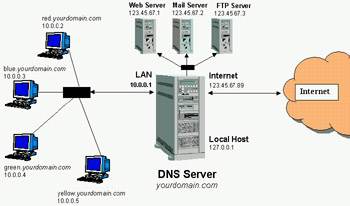 red.yourdomain.com
10.0.0.2
blue.yourdomain.com
10.0.0.3
green.yourdomain.com
10.0.0.4
yellow.yourdomain.com
10.0.0.5
Web Server
123.45.67.1
Mail Server
123.45.67.2
FTP Server
123.45.67.3
LAN
10.0.0.1
Internet
123.45.67.89
Local Host
127.0.0.1
DNS Server
yourdomain.com
Internet